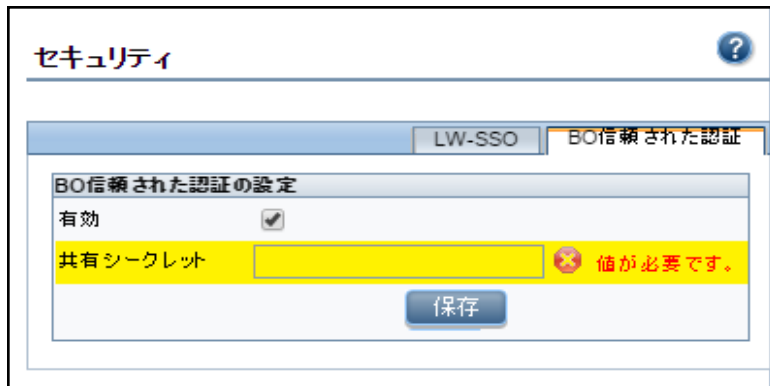 セキュリティ
?
LW-SSO
BO信頼された認証
BO信頼された認証の設定
有効
共有シークレット
値が必要です。
保存